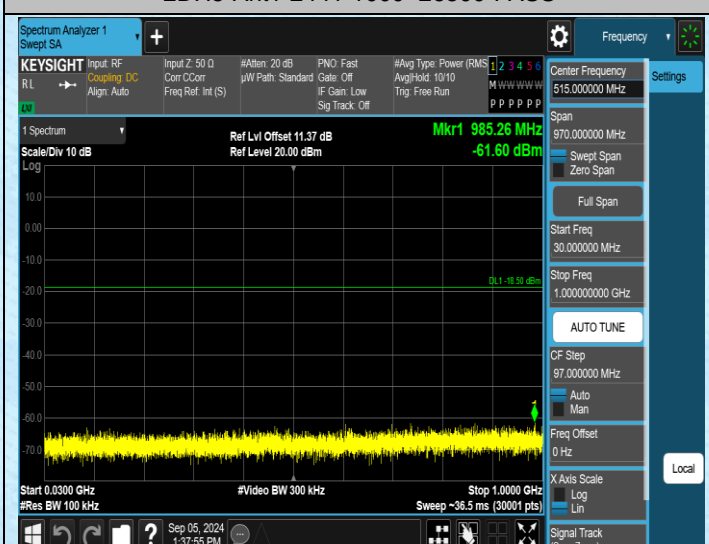 Spectrum Analyzer 1
Swept SA
+
Frequency
KEYSIGHT
RL
Input: RF
Coupling: DC
Align: Auto
Input Z: 50 Ω
Corr CCorr
Freq Ref: Int (S)
#Atten: 20 dB
µW Path: Standard
PNO: Fast
Gate: Off
IF Gain: Low
Sig Track: Off
#Avg Type: Power (RMS
Avg|Hold: 10/10
Trig: Free Run
1 2 3 4 5 6
M W W W W W
P P P P P P
LXI
1 Spectrum
Scale/Div 10 dB
Log
Ref Lvl Offset 11.37 dB
Ref Level 20.00 dBm
Mkr1 985.26 MHz
-61.60 dBm
10.0
0.00
-10.0
-20.0
-30.0
-40.0
-50.0
-60.0
-70.0
DL1 -18.50 dBm
1
Start 0.0300 GHz
#Res BW 100 kHz
#Video BW 300 kHz
Stop 1.0000 GHz
Sweep ~36.5 ms (30001 pts)
Center Frequency
515.000000 MHz
Settings
Span
970.000000 MHz
Swept Span
Zero Span
Full Span
Start Freq
30.000000 MHz
Stop Freq
1.000000000 GHz
AUTO TUNE
CF Step
97.000000 MHz
Auto
Man
Freq Offset
0 Hz
X Axis Scale
Log
Lin
Local
Signal Track
?
Sep 05, 2024
1:37:55 PM